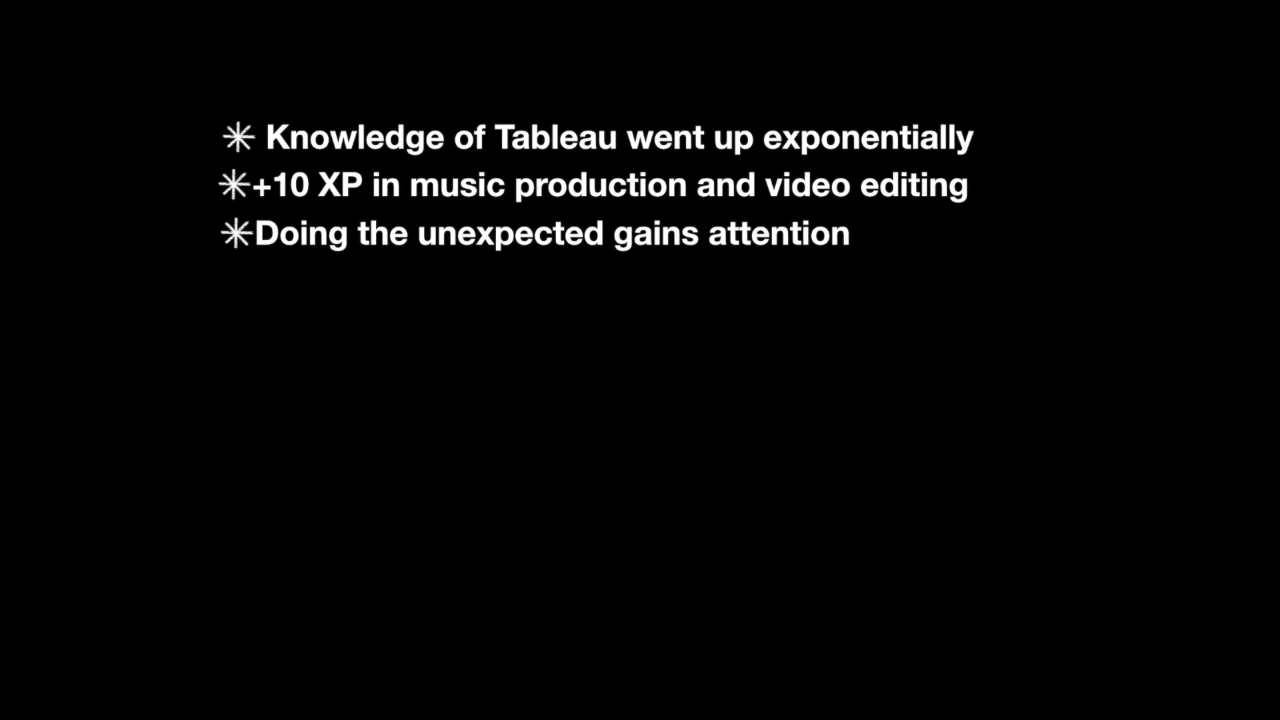 ✳ Knowledge of Tableau went up exponentially
✳+10 XP in music production and video editing
✳Doing the unexpected gains attention